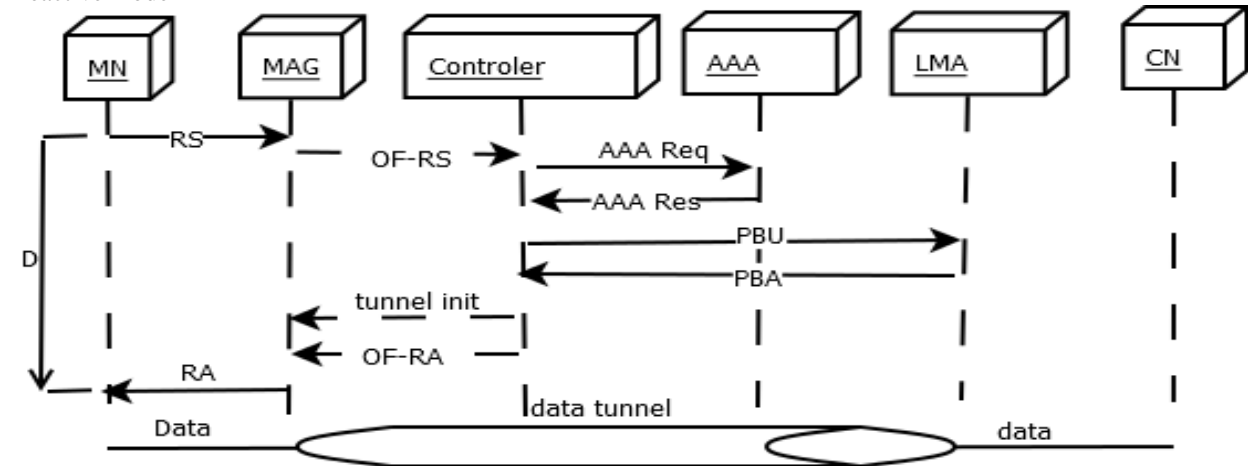 MN
MAG
Controler
AAA
LMA
CN
RS
OF-RS
AAA Req
AAA Res
PBU
D
PBA
tunnel init
OF-RA
RA
data tunnel
Data
data